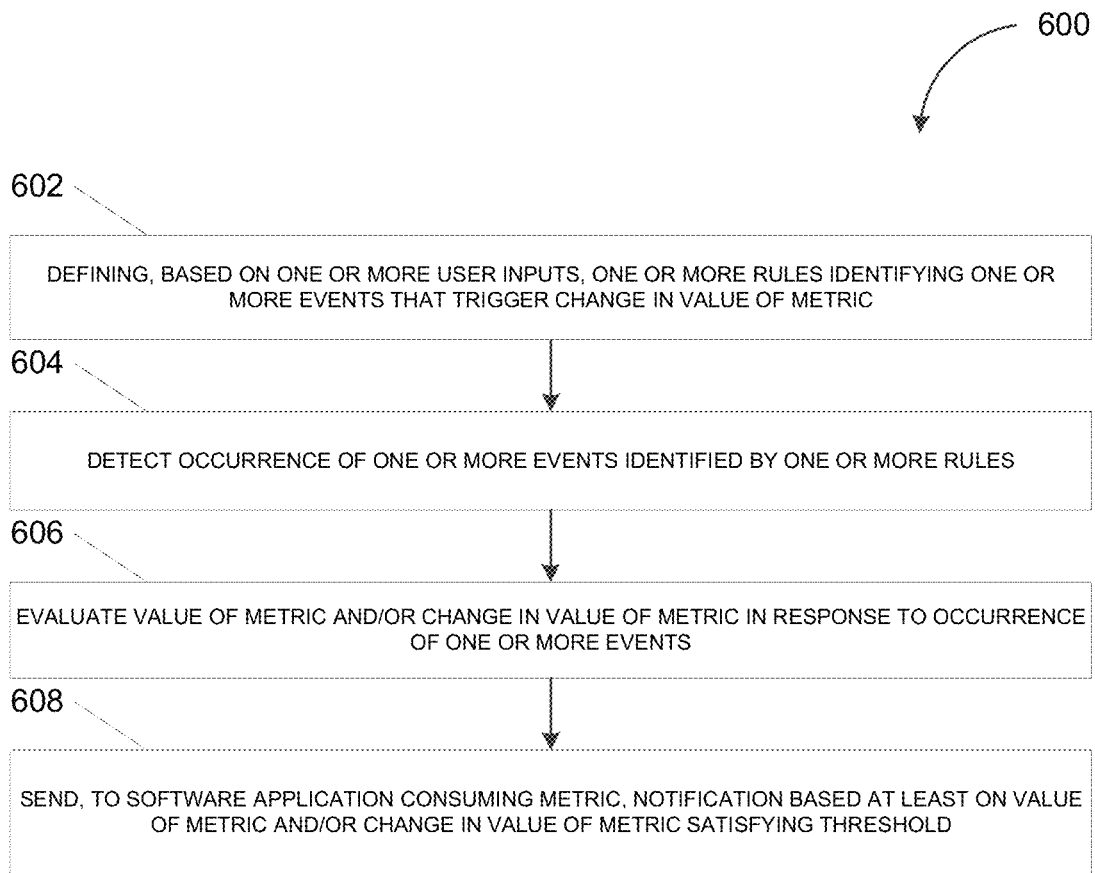 600
602
DEFINING, BASED ON ONE OR MORE USER INPUTS, ONE OR MORE RULES IDENTIFYING ONE OR
MORE EVENTS THAT TRIGGER CHANGE IN VALUE OF METRIC
604
DETECT OCCURRENCE OF ONE OR MORE EVENTS IDENTIFIED BY ONE OR MORE RULES
606
EVALUATE VALUE OF METRIC AND/OR CHANGE IN VALUE OF METRIC IN RESPONSE TO OCCURRENCE
OF ONE OR MORE EVENTS
608
SEND, TO SOFTWARE APPLICATION CONSUMING METRIC, NOTIFICATION BASED AT LEAST ON VALUE
OF METRIC AND/OR CHANGE IN VALUE OF METRIC SATISFYING THRESHOLD